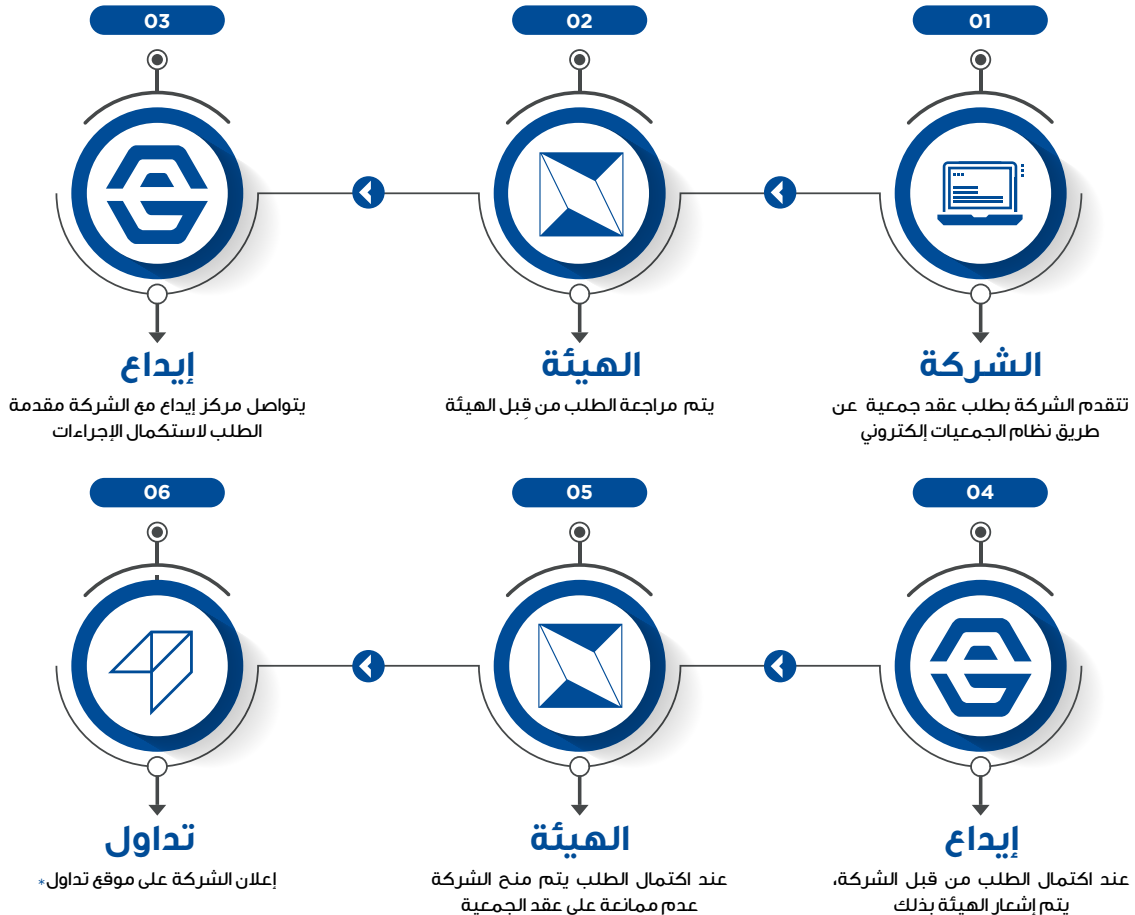 01
الشركة
تتقدم الشركة بطلب عقد جمعية عن
طريق نظام الجمعيات إلكتروني
02
الهيئة
يتم مراجعة الطلب من قِبل الهيئة
03
إيداع
يتواصل مركز إيداع مع الشركة مقدمة
الطلب لاستكمال الإجراءات
04
إيداع
عند اكتمال الطلب من قبل الشركة،
يتم إشعار الهيئة بذلك
05
الهيئة
عند اكتمال الطلب يتم منح الشركة
عدم ممانعة على عقد الجمعية
06
تداول
إعلان الشركة على موقع تداول*